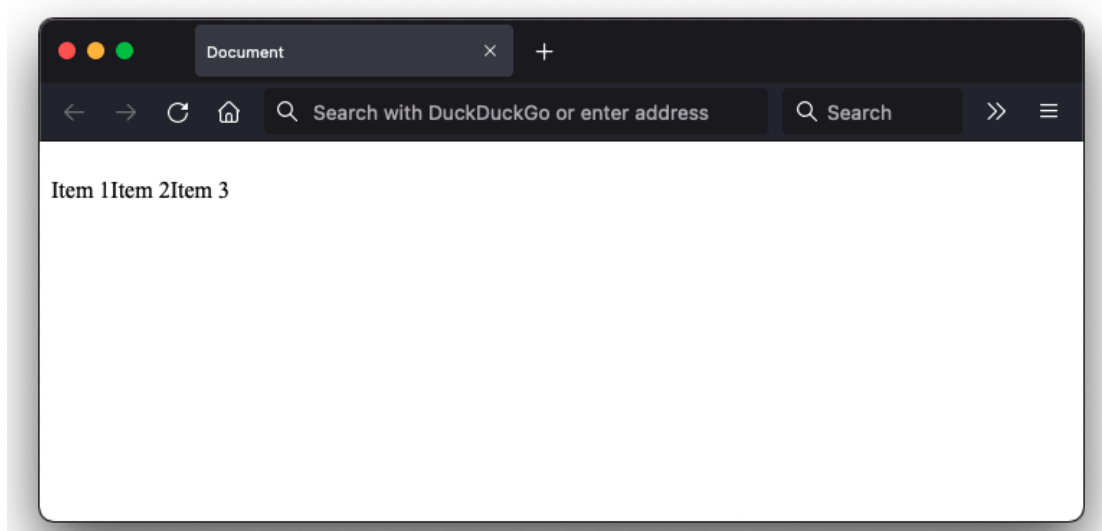 Document
Search with DuckDuckGo or enter address
Search
Item 1Item 2Item 3